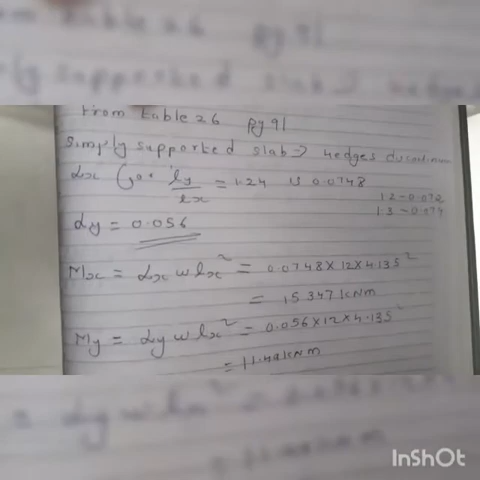 From table 26 pg 91
Simply supported slab → 4 edges discontinuous
αx for ly/lx = 1.24 is 0.0748
1.2 - 0.072
1.3 - 0.079
αy = 0.056
Mx = αx w lx² = 0.0748 × 12 × 4.135²
= 15.347 kNm
My = αy w lx² = 0.056 × 12 × 4.135²
= 11.49 kNm
InShOt